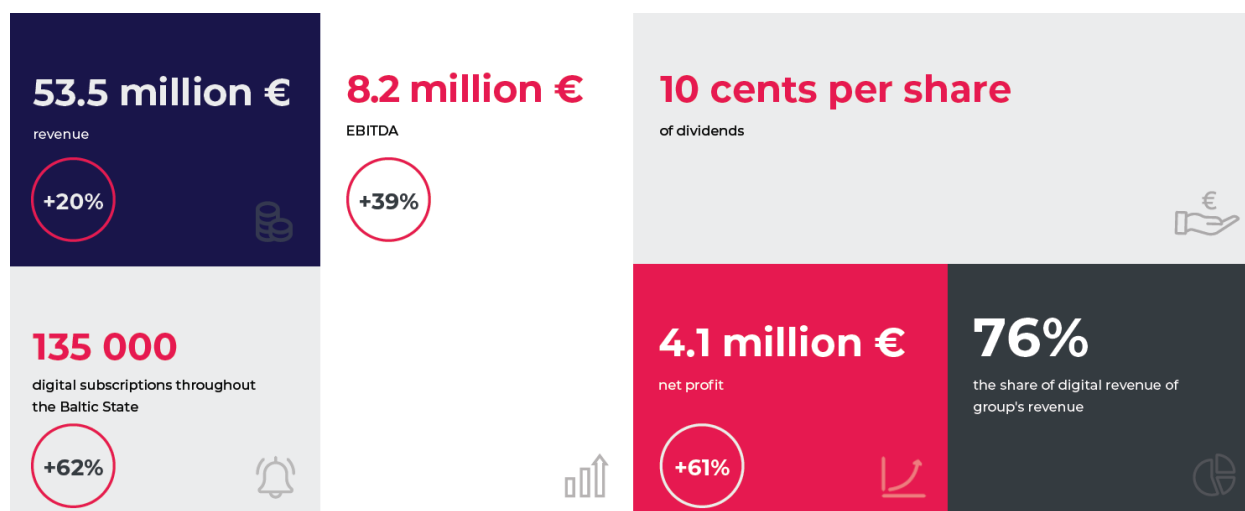 53.5 million €
revenue
+20%
8.2 million €
EBITDA
+39%
10 cents per share
of dividends
€
135 000
digital subscriptions throughout
the Baltic State
+62%
4.1 million €
net profit
+61%
76%
the share of digital revenue of
group's revenue